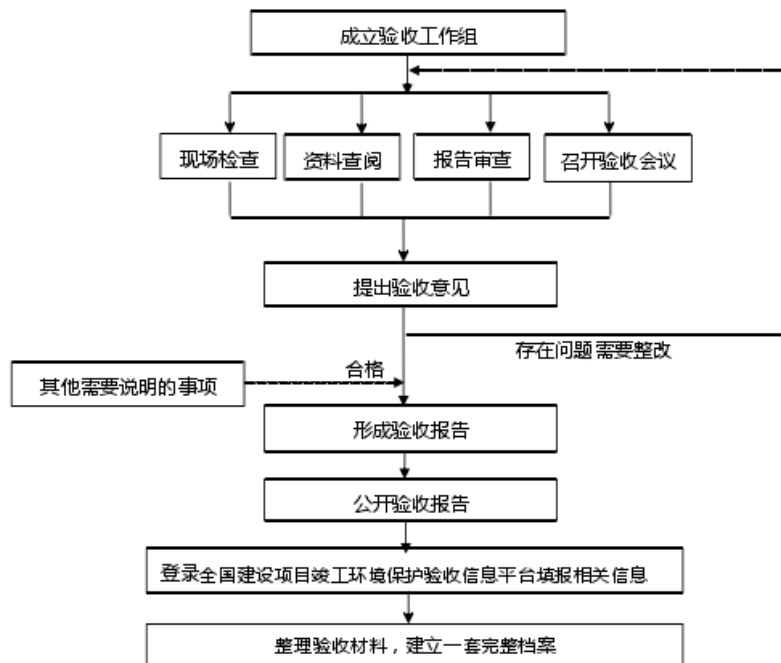 成立验收工作组
现场检查
资料查阅
报告审查
召开验收会议
提出验收意见
存在问题需要整改
合格
其他需要说明的事项
形成验收报告
公开验收报告
登录全国建设项目竣工环境保护验收信息平台填报相关信息
整理验收材料，建立一套完整档案